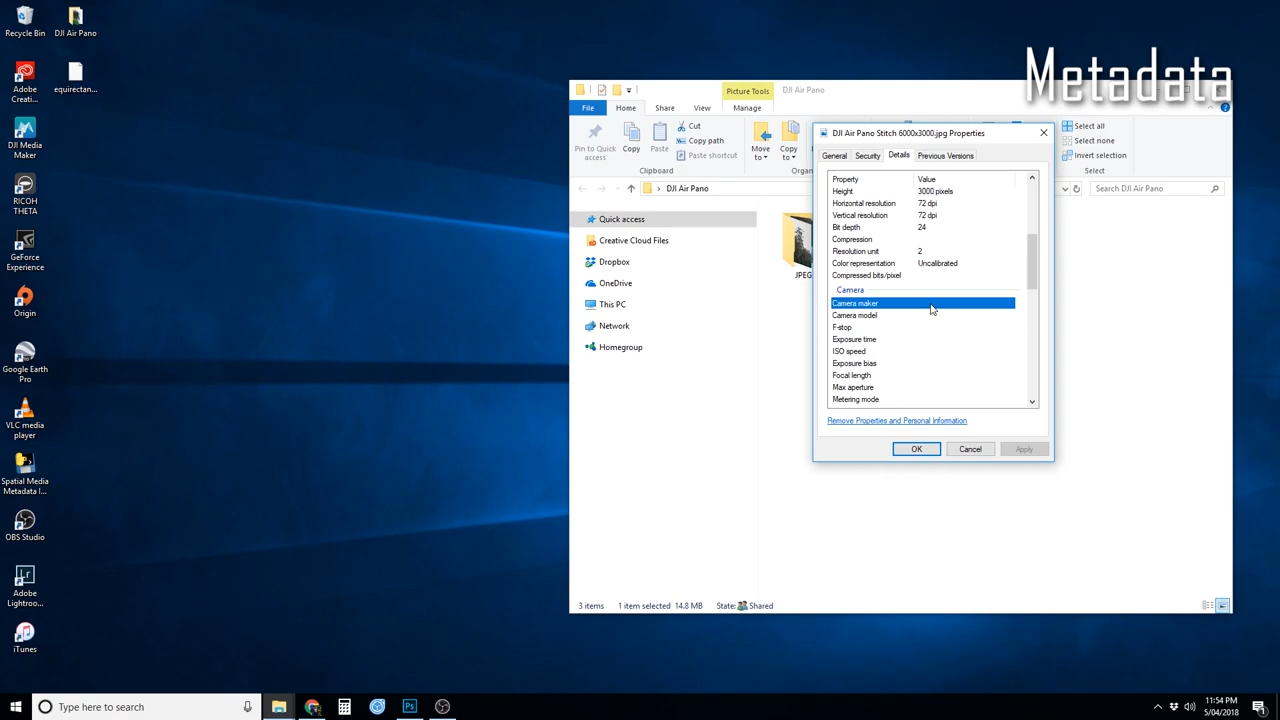 Recycle Bin
DJI Air Pano
Adobe
Creati...
equirectan...
DJI Media
Maker
RICOH
THETA
GeForce
Experience
Origin
Google Earth
Pro
VLC media
player
Spatial Media
Metadata I...
OBS Studio
Adobe
Lightroo...
iTunes
Metadata
Picture Tools
DJI Air Pano
File
Home
Share
View
Manage
Pin to Quick
access
Copy
Paste
Cut
Copy path
Paste shortcut
Clipboard
Move
to
Copy
to
Organ
Select all
Select none
Invert selection
Select
DJI Air Pano
Search DJI Air Pano
Quick access
Creative Cloud Files
Dropbox
OneDrive
This PC
Network
Homegroup
JPEG
DJI Air Pano Stitch 6000x3000.jpg Properties
General
Security
Details
Previous Versions
Property Value
Height 3000 pixels
Horizontal resolution 72 dpi
Vertical resolution 72 dpi
Bit depth 24
Compression
Resolution unit 2
Color representation Uncalibrated
Compressed bits/pixel
Camera
Camera maker
Camera model
F-stop
Exposure time
ISO speed
Exposure bias
Focal length
Max aperture
Metering mode
Remove Properties and Personal Information
OK
Cancel
Apply
3 items 1 item selected 14.8 MB State: Shared
Type here to search
Ps
11:54 PM
5/04/2018